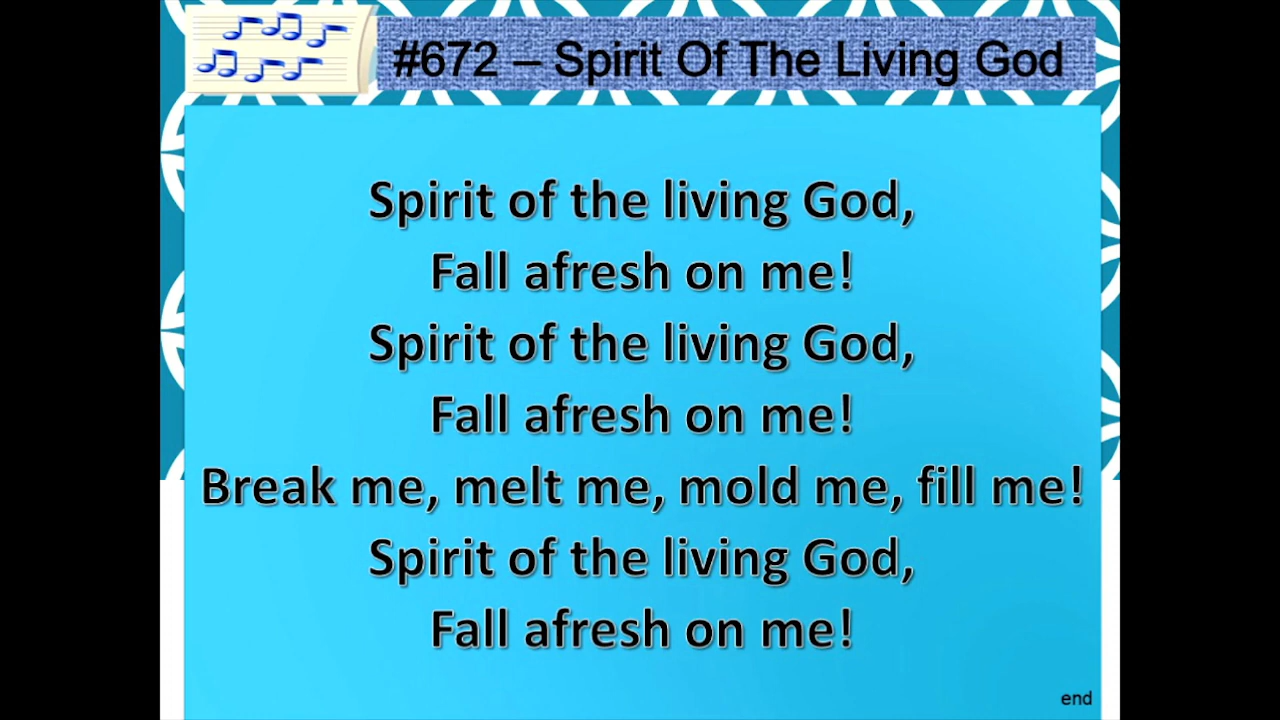 #672 – Spirit Of The Living God
Spirit of the living God,
Fall afresh on me!
Spirit of the living God,
Fall afresh on me!
Break me, melt me, mold me, fill me!
Spirit of the living God,
Fall afresh on me!
end